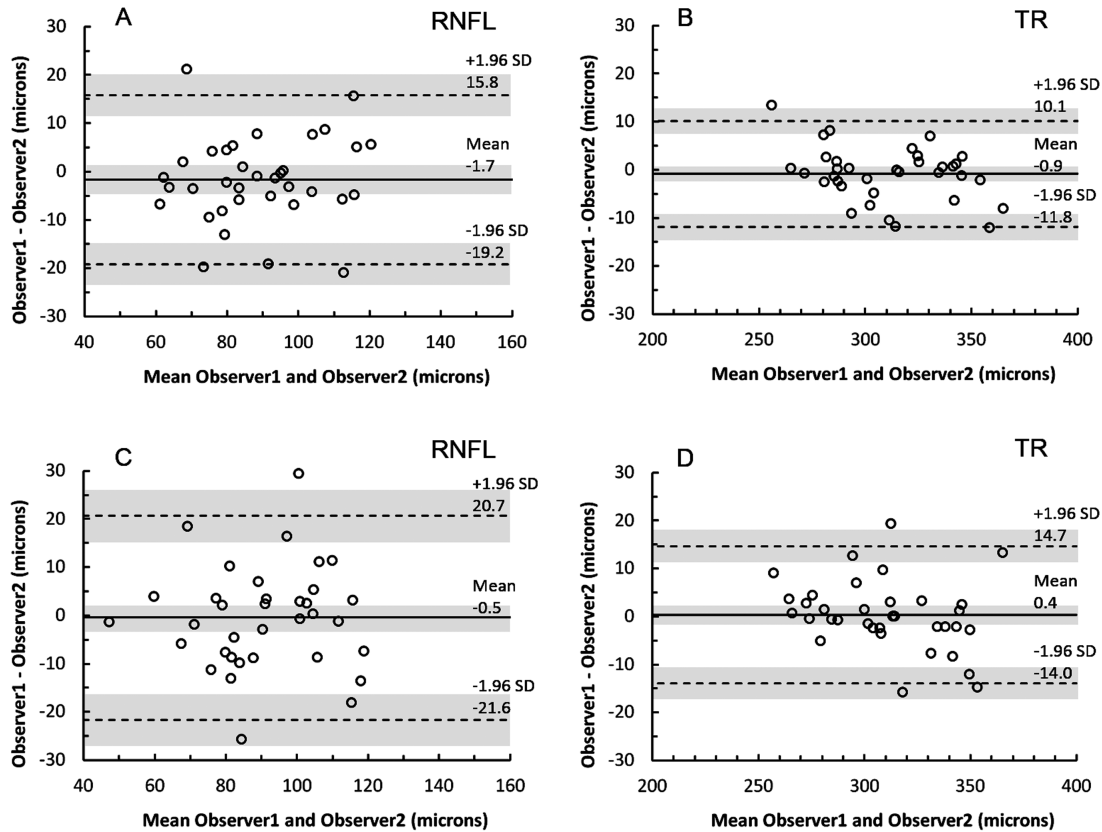 A
RNFL
30
20
10
0
-10
-20
-30
+1.96 SD
15.8
Mean
-1.7
-1.96 SD
-19.2
40 60 80 100 120 140 160
Mean Observer1 and Observer2 (microns)
Observer1 - Observer2 (microns)
B
TR
30
20
10
0
-10
-20
-30
+1.96 SD
10.1
Mean
-0.9
-1.96 SD
-11.8
200 250 300 350 400
Mean Observer1 and Observer2 (microns)
Observer1 - Observer2 (microns)
C
RNFL
30
20
10
0
-10
-20
-30
+1.96 SD
20.7
Mean
-0.5
-1.96 SD
-21.6
40 60 80 100 120 140 160
Mean Observer1 and Observer2 (microns)
Observer1 - Observer2 (microns)
D
TR
30
20
10
0
-10
-20
-30
+1.96 SD
14.7
Mean
0.4
-1.96 SD
-14.0
200 250 300 350 400
Mean Observer1 and Observer2 (microns)
Observer1 - Observer2 (microns)